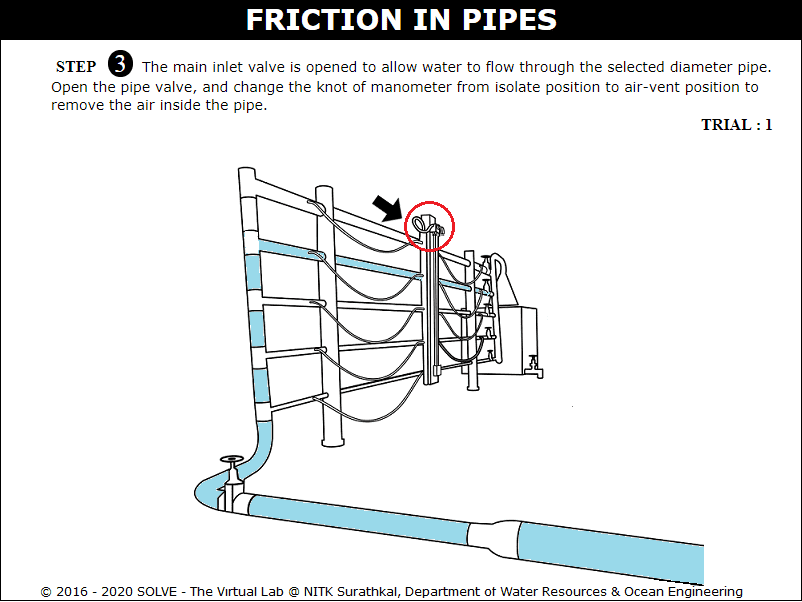 FRICTION IN PIPES
STEP 3 The main inlet valve is opened to allow water to flow through the selected diameter pipe.
Open the pipe valve, and change the knot of manometer from isolate position to air-vent position to
remove the air inside the pipe.
TRIAL : 1
© 2016 - 2020 SOLVE - The Virtual Lab @ NITK Surathkal, Department of Water Resources & Ocean Engineering